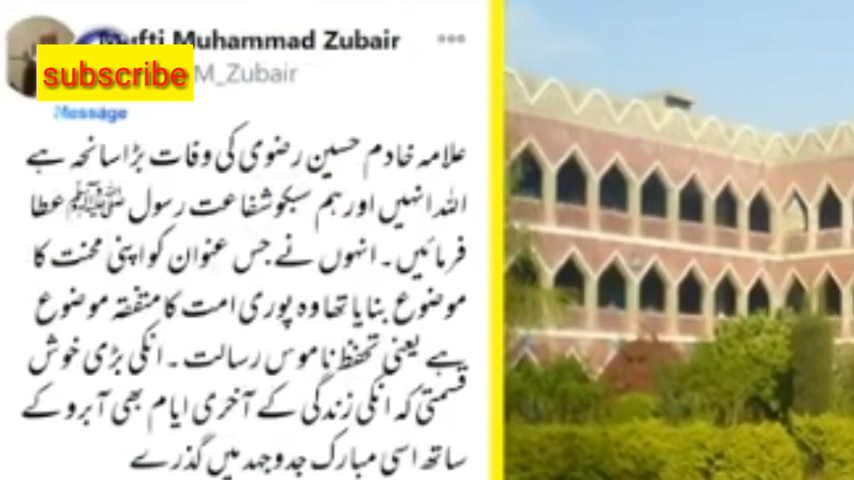 Mufti Muhammad Zubair
subscribe
M_Zubair
Message
علامہ خادم حسین رضوی کی وفات بڑا سانحہ ہے
اللہ انہیں اور ہم سبکو شفاعت رسول ﷺ عطا
فرمائیں۔ انہوں نے جس عنوان کو اپنی محنت کا
موضوع بنایا تھا وہ پوری امت کا متفقہ موضوع
ہے یعنی تحفظ ناموس رسالت۔ انکی بڑی خوش
قسمتی کہ انکی زندگی کے آخری ایام بھی آبرو کے
ساتھ اسی مبارک جدوجہد میں گذرے